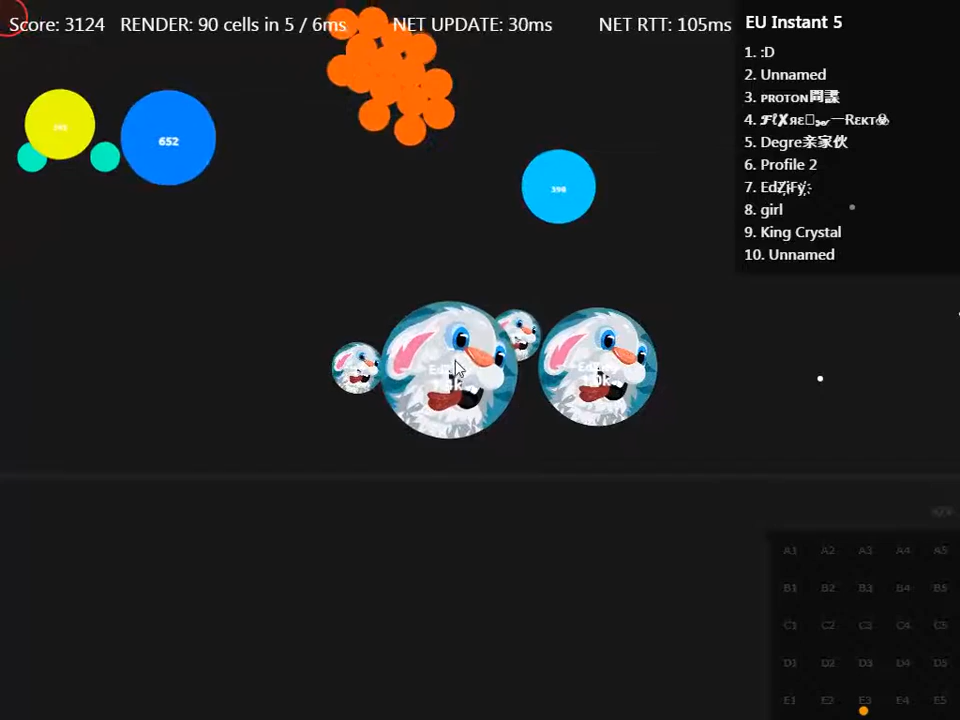 Score: 3124 RENDER: 90 cells in 5 / 6ms NET UPDATE: 30ms NET RTT: 105ms
EU Instant 5
1. :D
2. Unnamed
3. ᴘʀᴏᴛᴏɴ
4.
5. Degre亲家伙
6. Profile 2
7.
8. girl
9. King Crystal
10. Unnamed
652
390
A1 A2 A3 A4 A5
B1 B2 B3 B4 B5
C1 C2 C3 C4 C5
D1 D2 D3 D4 D5
E1 E2 E3 E4 E5